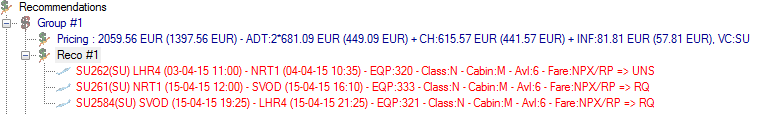 Recommendations
Group #1
Pricing : 2059.56 EUR (1397.56 EUR) - ADT:2*681.09 EUR (449.09 EUR) + CH:615.57 EUR (441.57 EUR) + INF:81.81 EUR (57.81 EUR), VC:SU
Reco #1
SU262(SU) LHR4 (03-04-15 11:00) - NRT1 (04-04-15 10:35) - EQP:320 - Class:N - Cabin:M - Avl:6 - Fare:NPX/RP => UNS
SU261(SU) NRT1 (15-04-15 12:00) - SVOD (15-04-15 16:10) - EQP:333 - Class:N - Cabin:M - Avl:6 - Fare:NPX/RP => RQ
SU2584(SU) SVOD (15-04-15 19:25) - LHR4 (15-04-15 21:25) - EQP:321 - Class:N - Cabin:M - Avl:6 - Fare:NPX/RP => RQ